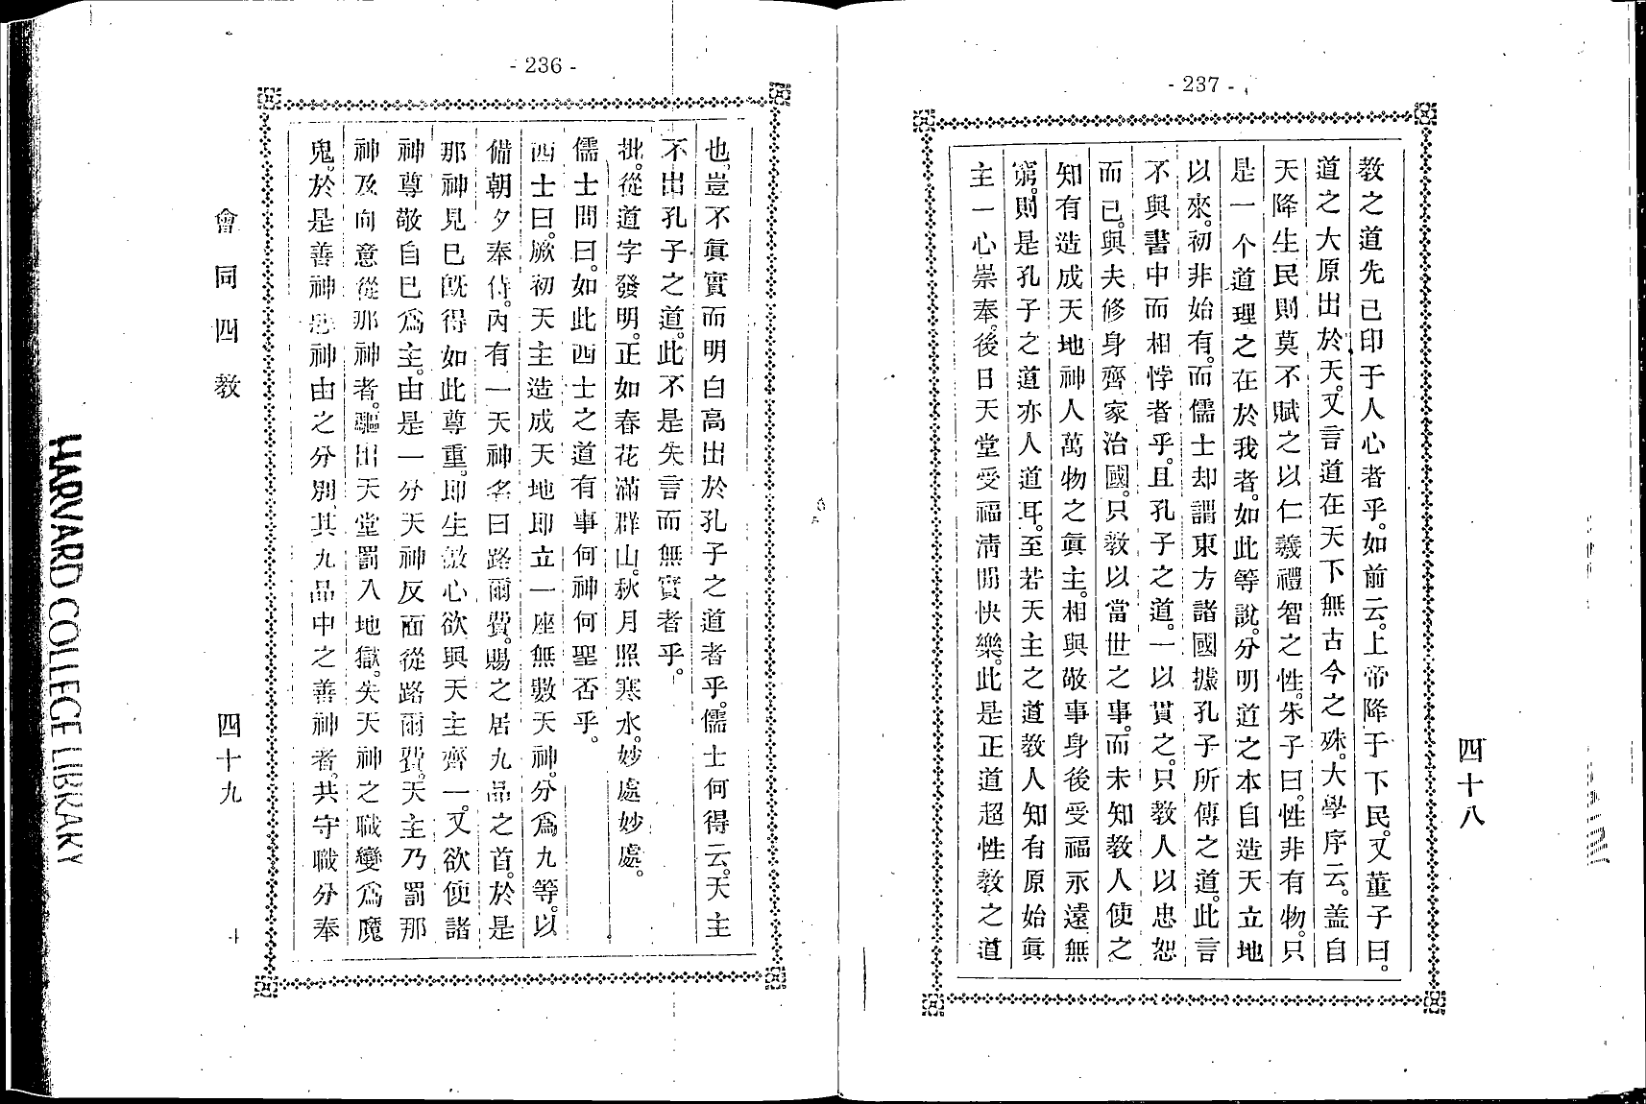 - 237 -
四十八
教之道先已印于人心者乎。如前云。上帝降于下民。又董子曰。
道之大原出於天。又言道在天下無古今之殊。大學序云。盖自
天降生民則莫不賦之以仁義禮智之性。朱子曰。性非有物。只
是一个道理之在於我者。如此等說。分明道之本自造天立地
以來。初非始有。而儒士却謂東方諸國據孔子所傳之道。此言
不與書中而相悖者乎。且孔子之道。一以貫之。只教人以忠恕
而已。與夫修身齊家治國。只教以當世之事。而未知教人使之
知有造成天地神人萬物之眞主。相與敬事身後受福永遠無
窮。則是孔子之道亦人道耳。至若天主之道教人知有原始眞
主一心崇奉。後日天堂受福清閒快樂。此是正道超性教之道
- 236 -
也。豈不眞實而明白高出於孔子之道者乎。儒士何得云。天主
不出孔子之道。此不是失言而無實者乎。
批。從道字發明。正如春花滿群山。秋月照寒水。妙處妙處。
儒士問曰。如此西士之道有事何神何聖否乎。
西士曰。厥初天主造成天地即立一座無數天神。分爲九等。以
備朝夕奉侍。內有一天神名曰路爾費。賜之居九品之首。於是
那神見已既得如此尊重。即生傲心欲與天主齊一。又欲使諸
神尊敬自已爲主。由是一分天神反面從路爾費。天主乃罰那
神及向意從那神者。驅出天堂罰入地獄。失天神之職變爲魔
鬼。於是善神惡神由之分別其九品中之善神者。共守職分奉
會同四教
四十九
HARVARD COLLEGE LIBRARY